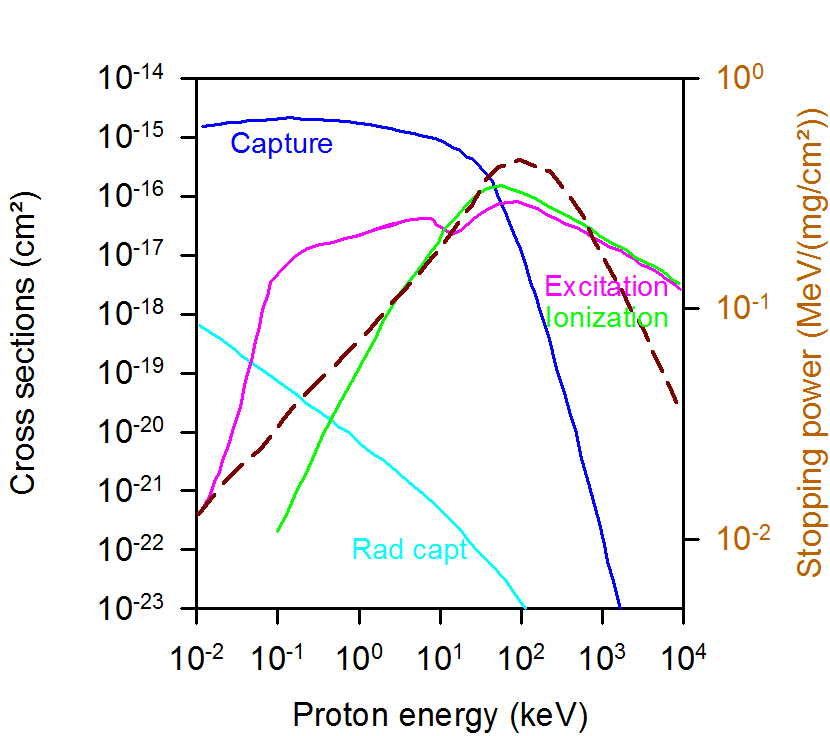 10⁻¹⁴
10⁻¹⁵
10⁻¹⁶
10⁻¹⁷
10⁻¹⁸
10⁻¹⁹
10⁻²⁰
10⁻²¹
10⁻²²
10⁻²³
Cross sections (cm²)
Capture
Excitation
Ionization
Rad capt
10⁰
10⁻¹
10⁻²
Stopping power (MeV/(mg/cm²))
10⁻² 10⁻¹ 10⁰ 10¹ 10² 10³ 10⁴
Proton energy (keV)